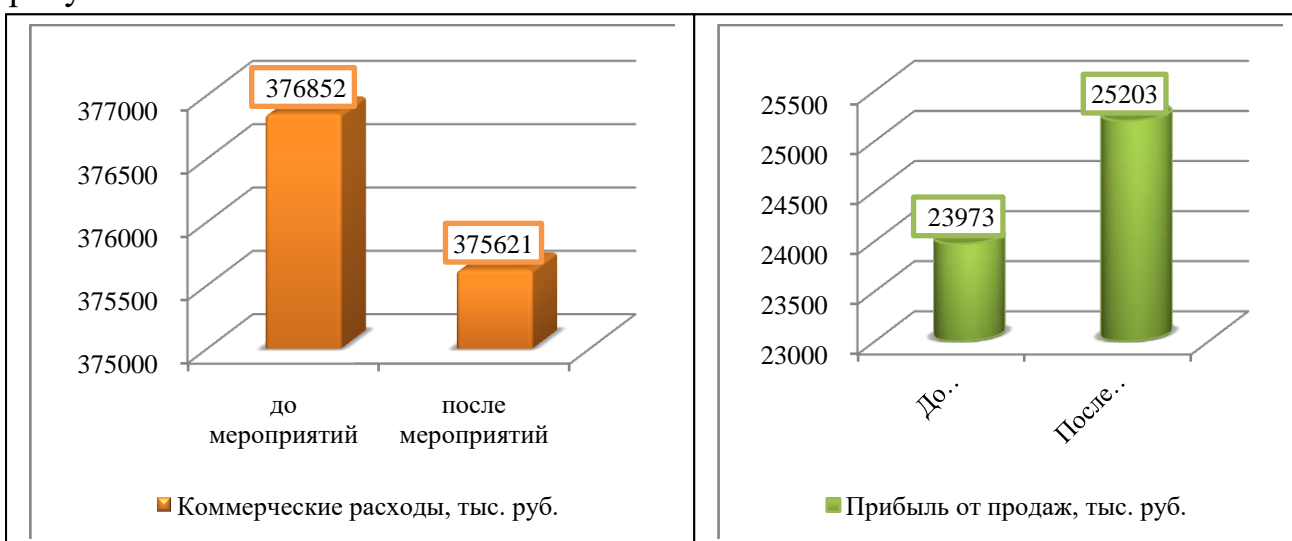 377000
376500
376000
375500
375000
376852
375621
до
мероприятий
после
мероприятий
Коммерческие расходы, тыс. руб.
25500
25000
24500
24000
23500
23000
23973
25203
До..
После..
Прибыль от продаж, тыс. руб.